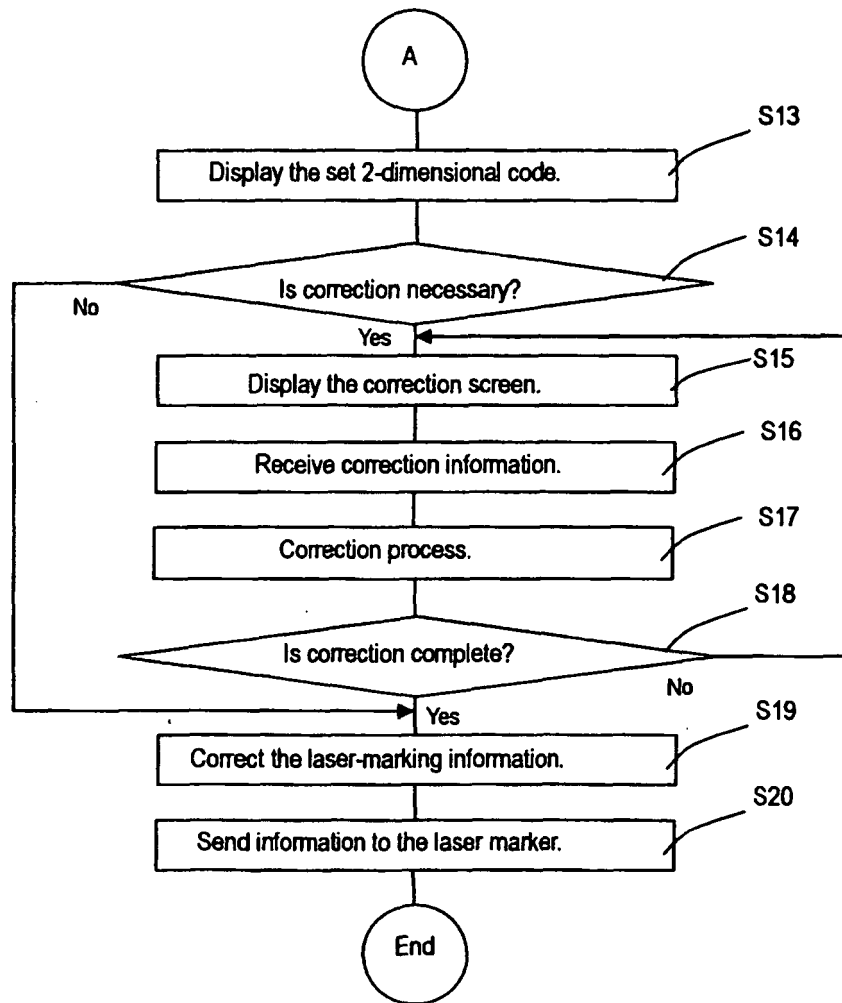 A
S13
Display the set 2-dimensional code.
S14
Is correction necessary?
No
Yes
S15
Display the correction screen.
S16
Receive correction information.
S17
Correction process.
S18
Is correction complete?
No
Yes
S19
Correct the laser-marking information.
S20
Send information to the laser marker.
End